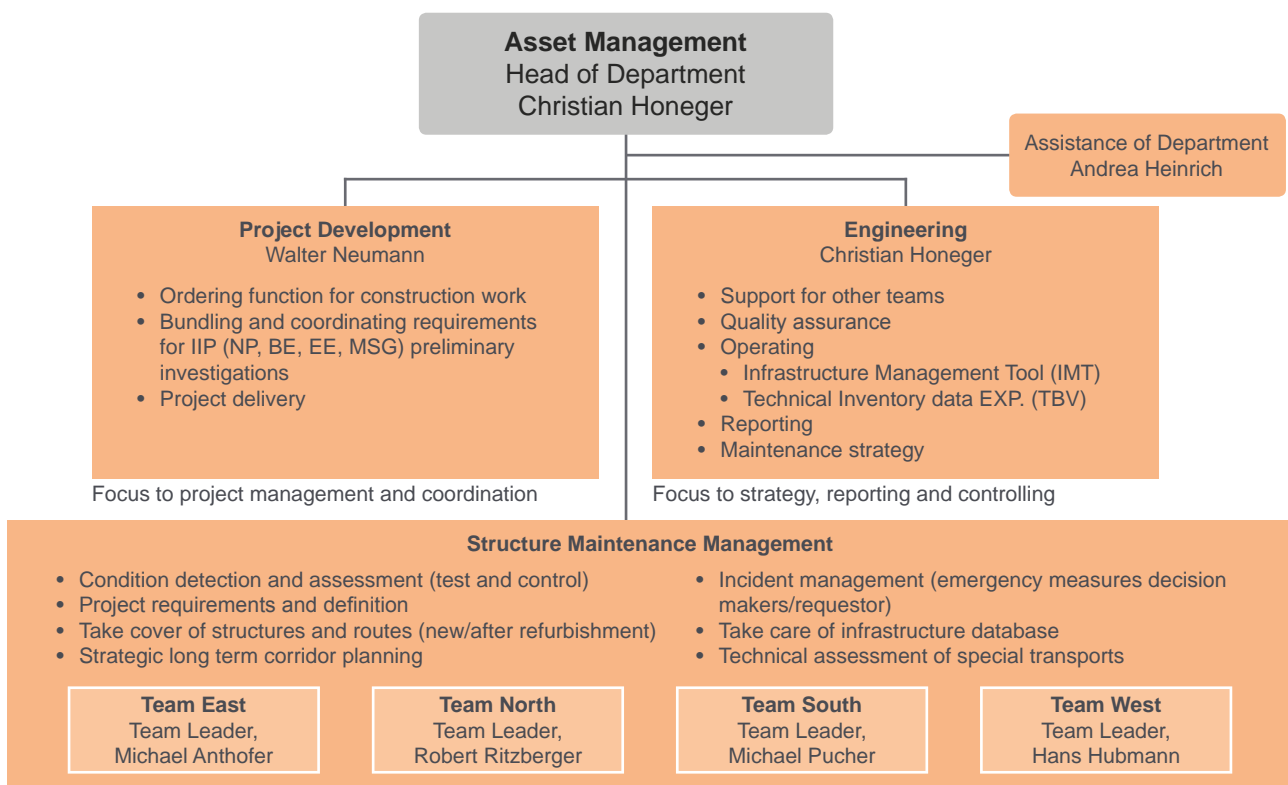 Asset Management
Head of Department
Christian Honeger
Assistance of Department
Andrea Heinrich
Project Development
Walter Neumann
• Ordering function for construction work
• Bundling and coordinating requirements
for IIP (NP, BE, EE, MSG) preliminary
investigations
• Project delivery
Focus to project management and coordination
Engineering
Christian Honeger
• Support for other teams
• Quality assurance
• Operating
• Infrastructure Management Tool (IMT)
• Technical Inventory data EXP. (TBV)
• Reporting
• Maintenance strategy
Focus to strategy, reporting and controlling
Structure Maintenance Management
• Condition detection and assessment (test and control)
• Project requirements and definition
• Take cover of structures and routes (new/after refurbishment)
• Strategic long term corridor planning
• Incident management (emergency measures decision
makers/requestor)
• Take care of infrastructure database
• Technical assessment of special transports
Team East
Team Leader,
Michael Anthofer
Team North
Team Leader,
Robert Ritzberger
Team South
Team Leader,
Michael Pucher
Team West
Team Leader,
Hans Hubmann